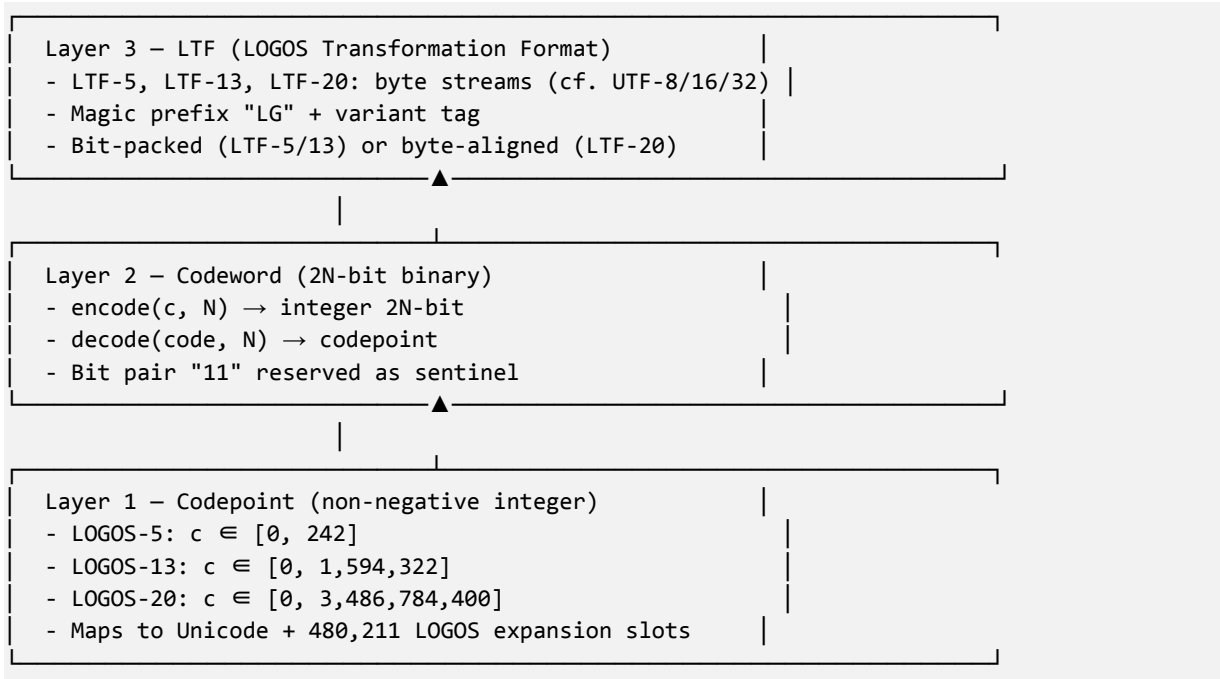 Layer 3 — LTF (LOGOS Transformation Format)
- LTF-5, LTF-13, LTF-20: byte streams (cf. UTF-8/16/32)
- Magic prefix "LG" + variant tag
- Bit-packed (LTF-5/13) or byte-aligned (LTF-20)
Layer 2 — Codeword (2N-bit binary)
- encode(c, N) → integer 2N-bit
- decode(code, N) → codepoint
- Bit pair "11" reserved as sentinel
Layer 1 — Codepoint (non-negative integer)
- LOGOS-5: c ∈ [0, 242]
- LOGOS-13: c ∈ [0, 1,594,322]
- LOGOS-20: c ∈ [0, 3,486,784,400]
- Maps to Unicode + 480,211 LOGOS expansion slots